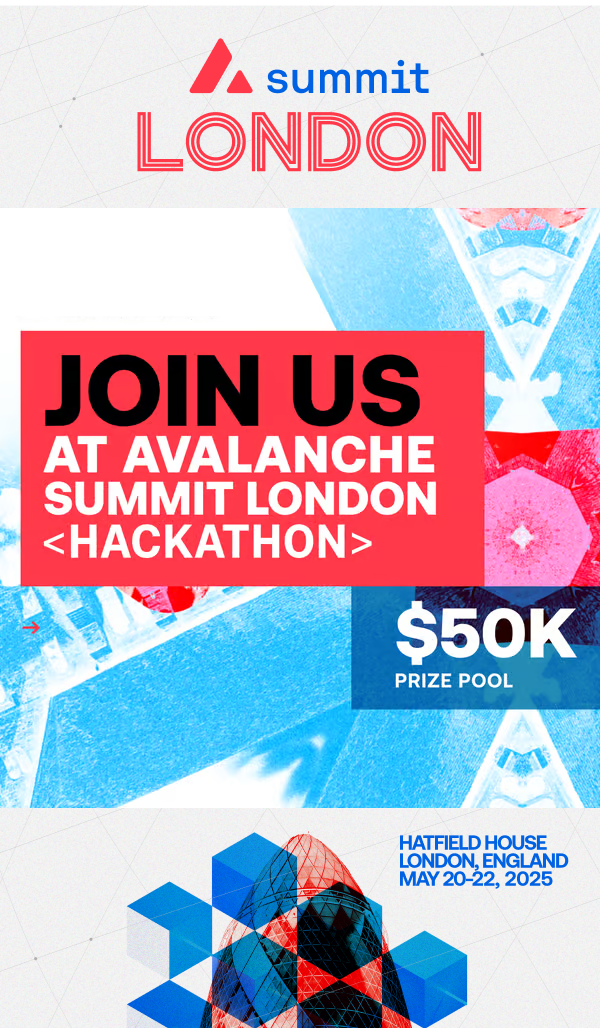 summit
LONDON
JOIN US
AT AVALANCHE
SUMMIT LONDON
<HACKATHON>
$50K
PRIZE POOL
HATFIELD HOUSE
LONDON, ENGLAND
MAY 20-22, 2025